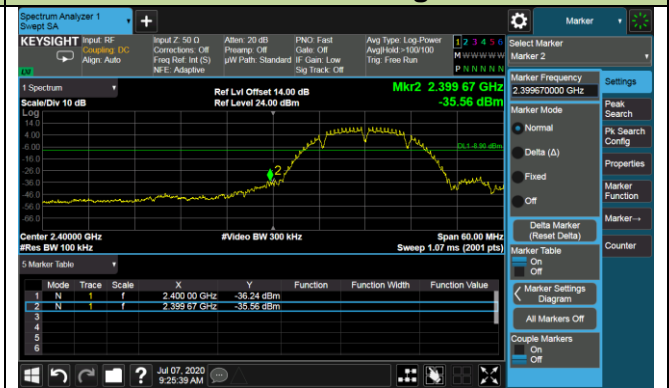 Spectrum Analyzer 1
Swept SA
Marker
KEYSIGHT
Input: RF
Coupling: DC
Align: Auto
Input Z: 50 Ω
Corrections: Off
Freq Ref: Int (S)
NFE: Adaptive
Atten: 20 dB
Preamp: Off
µW Path: Standard
PNO: Fast
Gate: Off
IF Gain: Low
Sig Track: Off
Avg Type: Log-Power
Avg|Hold:>100/100
Trig: Free Run
1 2 3 4 5 6
M W W W W W
P N N N N N
Select Marker
Marker 2
1 Spectrum
Scale/Div 10 dB
Ref Lvl Offset 14.00 dB
Ref Level 24.00 dBm
Mkr2 2.399 67 GHz
-35.56 dBm
Log
14.0
4.00
-6.00
-16.0
-26.0
-36.0
-46.0
-56.0
-66.0
DL1 -8.90 dBm
2
Center 2.40000 GHz
#Res BW 100 kHz
#Video BW 300 kHz
Span 60.00 MHz
Sweep 1.07 ms (2001 pts)
5 Marker Table
Mode Trace Scale X Y Function Function Width Function Value
1 N 1 f 2.400 00 GHz -36.24 dBm
2 N 1 f 2.399 67 GHz -35.56 dBm
3
4
5
6
Marker Frequency
2.399670000 GHz
Marker Mode
Normal
Delta (Δ)
Fixed
Off
Delta Marker
(Reset Delta)
Marker Table
On
Off
Marker Settings
Diagram
All Markers Off
Couple Markers
On
Off
Settings
Peak
Search
Pk Search
Config
Properties
Marker
Function
Marker→
Counter
?
Jul 07, 2020
9:25:39 AM